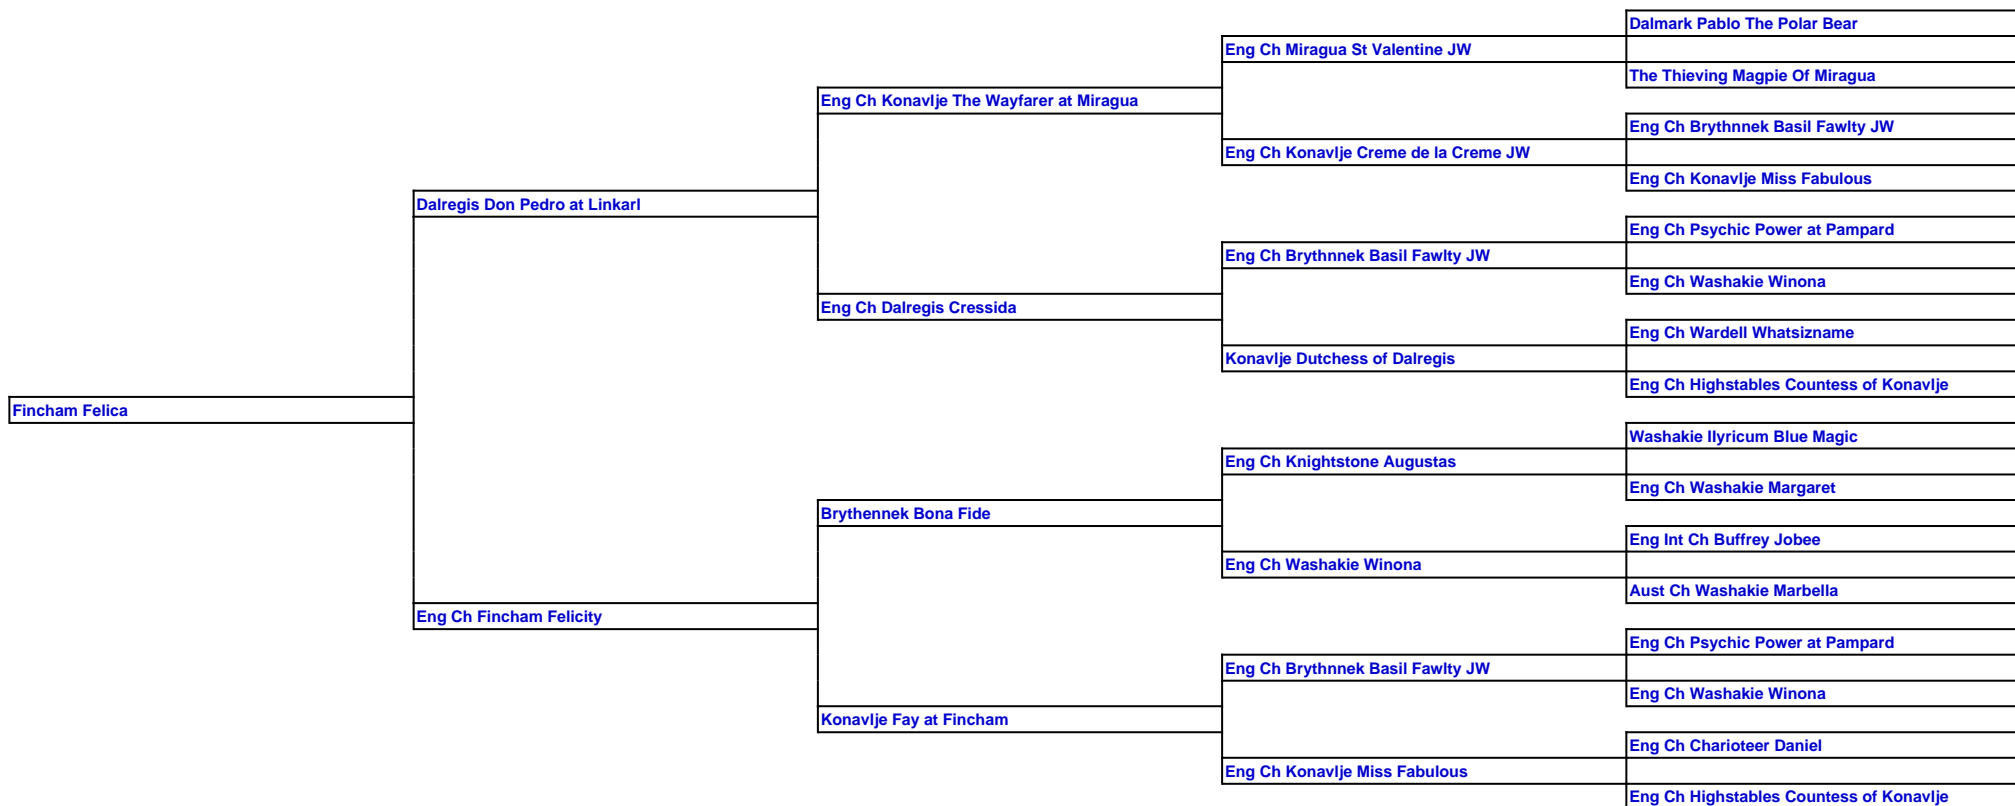 Dalmark Pablo The Polar Bear
Eng Ch Miragua St Valentine JW
The Thieving Magpie Of Miragua
Eng Ch Konavlje The Wayfarer at Miragua
Eng Ch Brythnnek Basil Fawlty JW
Eng Ch Konavlje Creme de la Creme JW
Eng Ch Konavlje Miss Fabulous
Dalregis Don Pedro at Linkarl
Eng Ch Psychic Power at Pampard
Eng Ch Brythnnek Basil Fawlty JW
Eng Ch Washakie Winona
Eng Ch Dalregis Cressida
Eng Ch Wardell Whatsizname
Konavlje Dutchess of Dalregis
Eng Ch Highstables Countess of Konavlje
Fincham Felica
Washakie Ilyricum Blue Magic
Eng Ch Knightstone Augustas
Eng Ch Washakie Margaret
Brythennek Bona Fide
Eng Int Ch Buffrey Jobee
Eng Ch Washakie Winona
Aust Ch Washakie Marbella
Eng Ch Fincham Felicity
Eng Ch Psychic Power at Pampard
Eng Ch Brythnnek Basil Fawlty JW
Eng Ch Washakie Winona
Konavlje Fay at Fincham
Eng Ch Charioteer Daniel
Eng Ch Konavlje Miss Fabulous
Eng Ch Highstables Countess of Konavlje